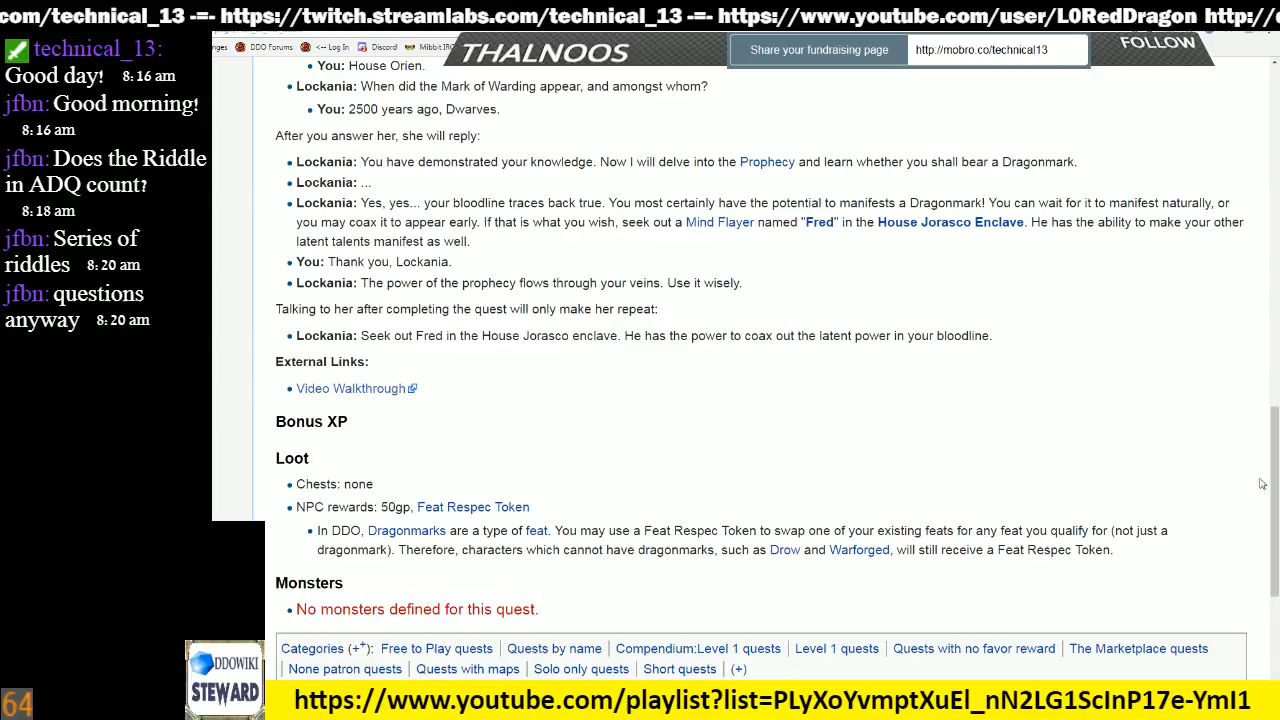 com/technical_13 -=- https://twitch.streamlabs.com/technical_13 -=- https://www.youtube.com/user/L0RedDragon http://
technical_13:
Good day! 8:16 am
jfbn: Good morning!
8:16 am
jfbn: Does the Riddle
in ADQ count?
8:18 am
jfbn: Series of
riddles 8:20 am
jfbn: questions
anyway 8:20 am
nges DDO Forums <-- Log In Discord Mibbit IR
THALNOOS
Share your fundraising page http://mobro.co/technical13
FOLLOW
You: House Orien.
Lockania: When did the Mark of Warding appear, and amongst whom?
You: 2500 years ago, Dwarves.
After you answer her, she will reply:
Lockania: You have demonstrated your knowledge. Now I will delve into the Prophecy and learn whether you shall bear a Dragonmark.
Lockania: ...
Lockania: Yes, yes... your bloodline traces back true. You most certainly have the potential to manifests a Dragonmark! You can wait for it to manifest naturally, or
you may coax it to appear early. If that is what you wish, seek out a Mind Flayer named "Fred" in the House Jorasco Enclave. He has the ability to make your other
latent talents manifest as well.
You: Thank you, Lockania.
Lockania: The power of the prophecy flows through your veins. Use it wisely.
Talking to her after completing the quest will only make her repeat:
Lockania: Seek out Fred in the House Jorasco enclave. He has the power to coax out the latent power in your bloodline.
External Links:
Video Walkthrough
Bonus XP
Loot
Chests: none
NPC rewards: 50gp, Feat Respec Token
In DDO, Dragonmarks are a type of feat. You may use a Feat Respec Token to swap one of your existing feats for any feat you qualify for (not just a
dragonmark). Therefore, characters which cannot have dragonmarks, such as Drow and Warforged, will still receive a Feat Respec Token.
Monsters
No monsters defined for this quest.
Categories (+⁺): Free to Play quests | Quests by name | Compendium:Level 1 quests | Level 1 quests | Quests with no favor reward | The Marketplace quests
| None patron quests | Quests with maps | Solo only quests | Short quests | (+)
DDOWIKI
STEWARD
64
https://www.youtube.com/playlist?list=PLyXoYvmptXuEl_nN2LG1ScInP17e-YmI1